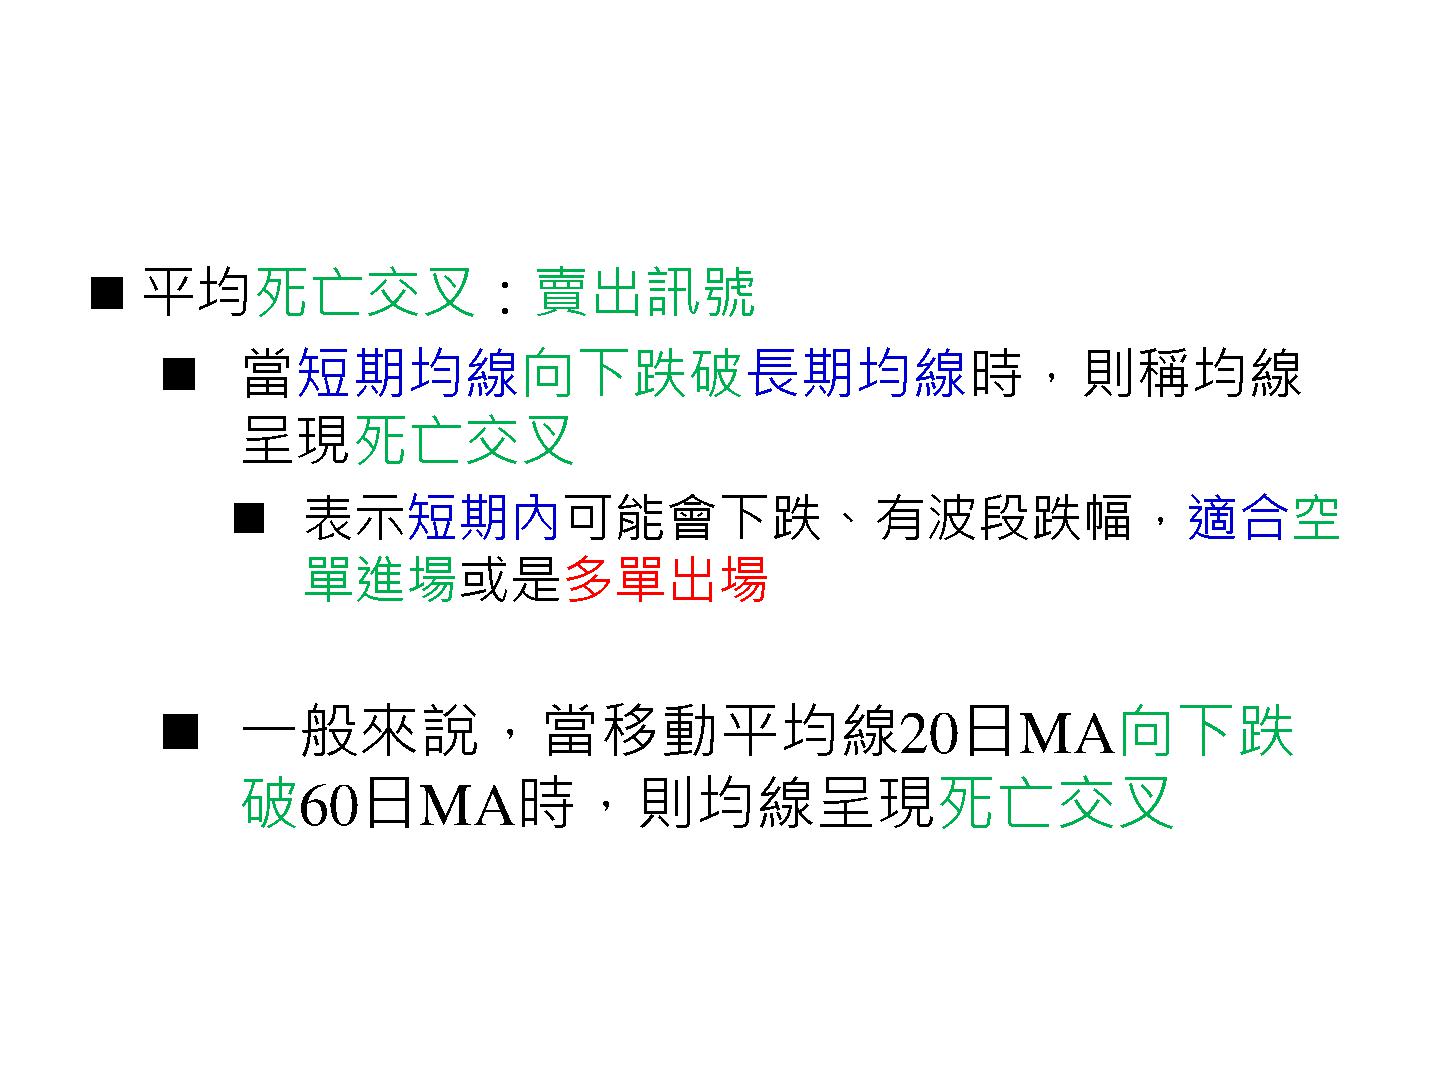 ■ 平均死亡交叉：賣出訊號
■ 當短期均線向下跌破長期均線時，則稱均線
呈現死亡交叉
■ 表示短期內可能會下跌、有波段跌幅，適合空
單進場或是多單出場
■ 一般來說，當移動平均線20日MA向下跌
破60日MA時，則均線呈現死亡交叉